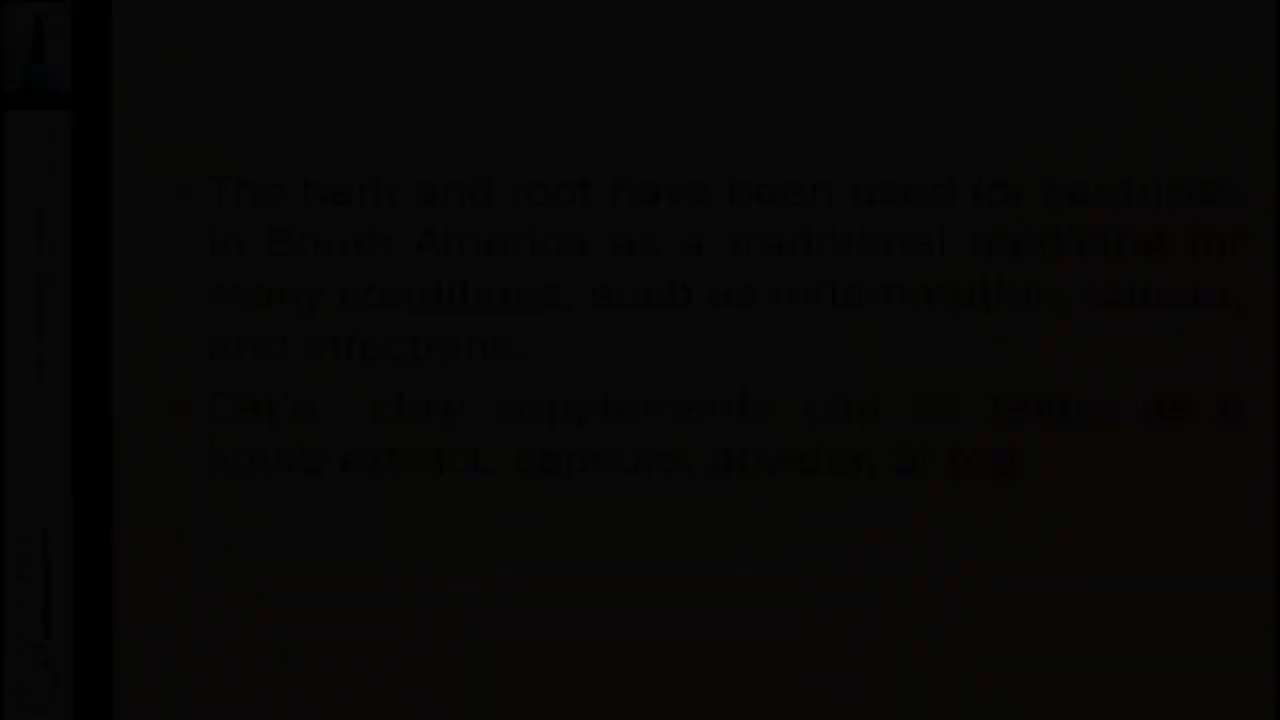 • The bark and root have been used for centuries
in South America as a traditional medicine for
many conditions, such as inflammation, cancer,
and infections.
Cat's claw supplements can be taken as a
liquid extract, capsule, powder, or tea